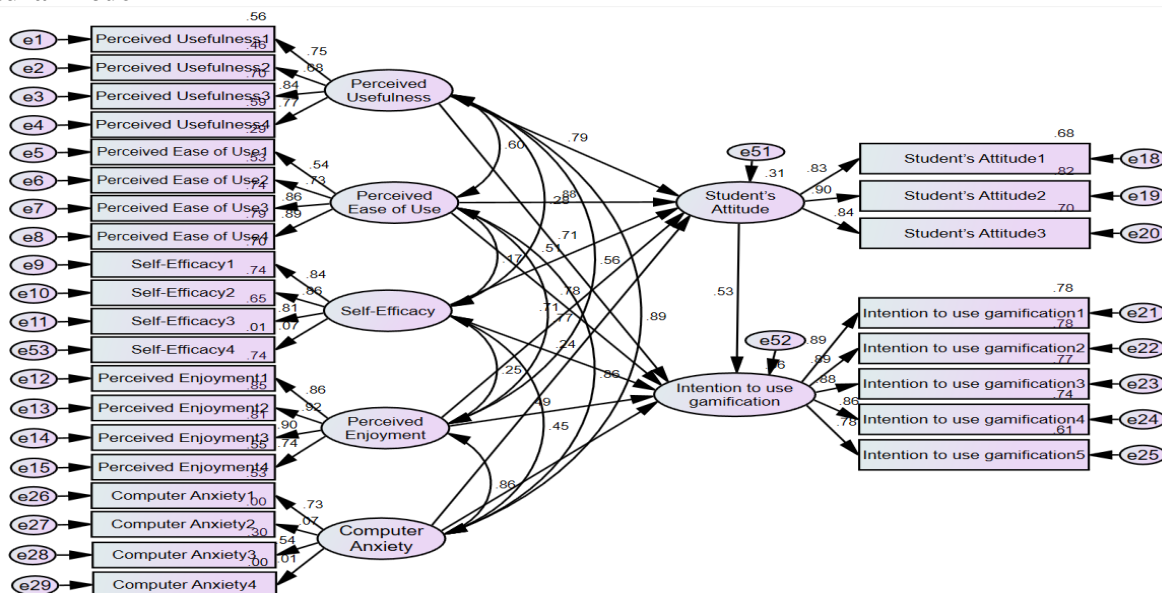 .56
e1
Perceived Usefulness1
.46
.75
e2
Perceived Usefulness2
.70
.68
e3
Perceived Usefulness3
.59
.84
e4
Perceived Usefulness4
.29
.77
Perceived
Usefulness
e5
Perceived Ease of Use1
.53
.54
e6
Perceived Ease of Use2
.74
.73
e7
Perceived Ease of Use3
.79
.86
e8
Perceived Ease of Use4
.70
.89
Perceived
Ease of Use
e9
Self-Efficacy1
.74
.84
e10
Self-Efficacy2
.65
.86
e11
Self-Efficacy3
.01
.81
e53
Self-Efficacy4
.74
.07
Self-Efficacy
e12
Perceived Enjoyment1
.85
.86
e13
Perceived Enjoyment2
.81
.92
e14
Perceived Enjoyment3
.55
.90
e15
Perceived Enjoyment4
.53
.74
Perceived
Enjoyment
e26
Computer Anxiety1
.00
.73
e27
Computer Anxiety2
.30
.07
e28
Computer Anxiety3
.00
.54
e29
Computer Anxiety4
.01
Computer
Anxiety
.60
.79
.88
.28
.71
.51
.17
.56
.78
.71
.77
.24
.89
.86
.25
.49
.45
.86
.53
e51
.31
Student's
Attitude
e52
.89
Intention to use
gamification
.68
.83
Student's Attitude1
e18
.82
.90
Student's Attitude2
e19
.70
.84
Student's Attitude3
e20
.78
Intention to use gamification1
e21
.78
.89
Intention to use gamification2
e22
.77
.88
Intention to use gamification3
e23
.74
.86
Intention to use gamification4
e24
.61
.78
Intention to use gamification5
e25